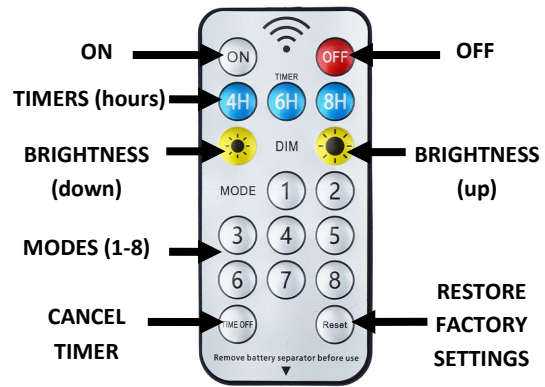 ON
ON
OFF
OFF
TIMER
TIMERS (hours)
4H
6H
8H
BRIGHTNESS
(down)
DIM
BRIGHTNESS
(up)
MODE
1
2
MODES (1-8)
3
4
5
6
7
8
CANCEL
TIMER
TIME OFF
Reset
RESTORE
FACTORY
SETTINGS
Remove battery separator before use